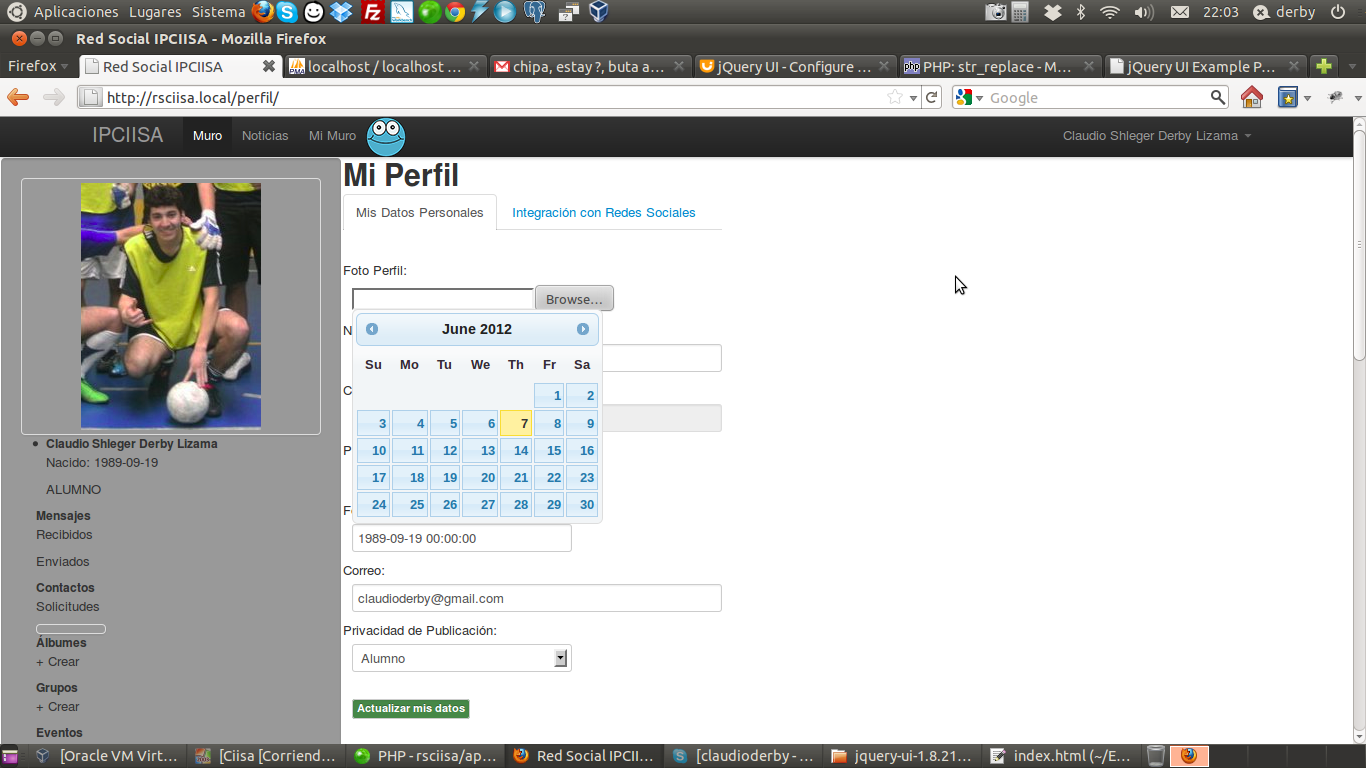 Aplicaciones Lugares Sistema 22:03 derby
Red Social IPCIISA - Mozilla Firefox
Firefox Red Social IPCIISA localhost / localhost ... chipa, estay?, buta a... jQuery UI - Configure ... PHP: str_replace - M... jQuery UI Example P...
http://rsciisa.local/perfil/ Google
IPCIISA Muro Noticias Mi Muro Claudio Shleger Derby Lizama
Mi Perfil
Mis Datos Personales Integración con Redes Sociales
Foto Perfil:
Browse...
N
June 2012
Su Mo Tu We Th Fr Sa
C
1 2
3 4 5 6 7 8 9
P
10 11 12 13 14 15 16
17 18 19 20 21 22 23
24 25 26 27 28 29 30
F
1989-09-19 00:00:00
Correo:
claudioderby@gmail.com
Privacidad de Publicación:
Alumno
Actualizar mis datos
Claudio Shleger Derby Lizama
Nacido: 1989-09-19
ALUMNO
Mensajes
Recibidos
Enviados
Contactos
Solicitudes
Álbumes
+ Crear
Grupos
+ Crear
Eventos
[Oracle VM Virt... [Ciisa [Corriend... PHP - rsciisa/ap... Red Social IPCII... [claudioderby - ... jquery-ui-1.8.21... index.html (~/E...